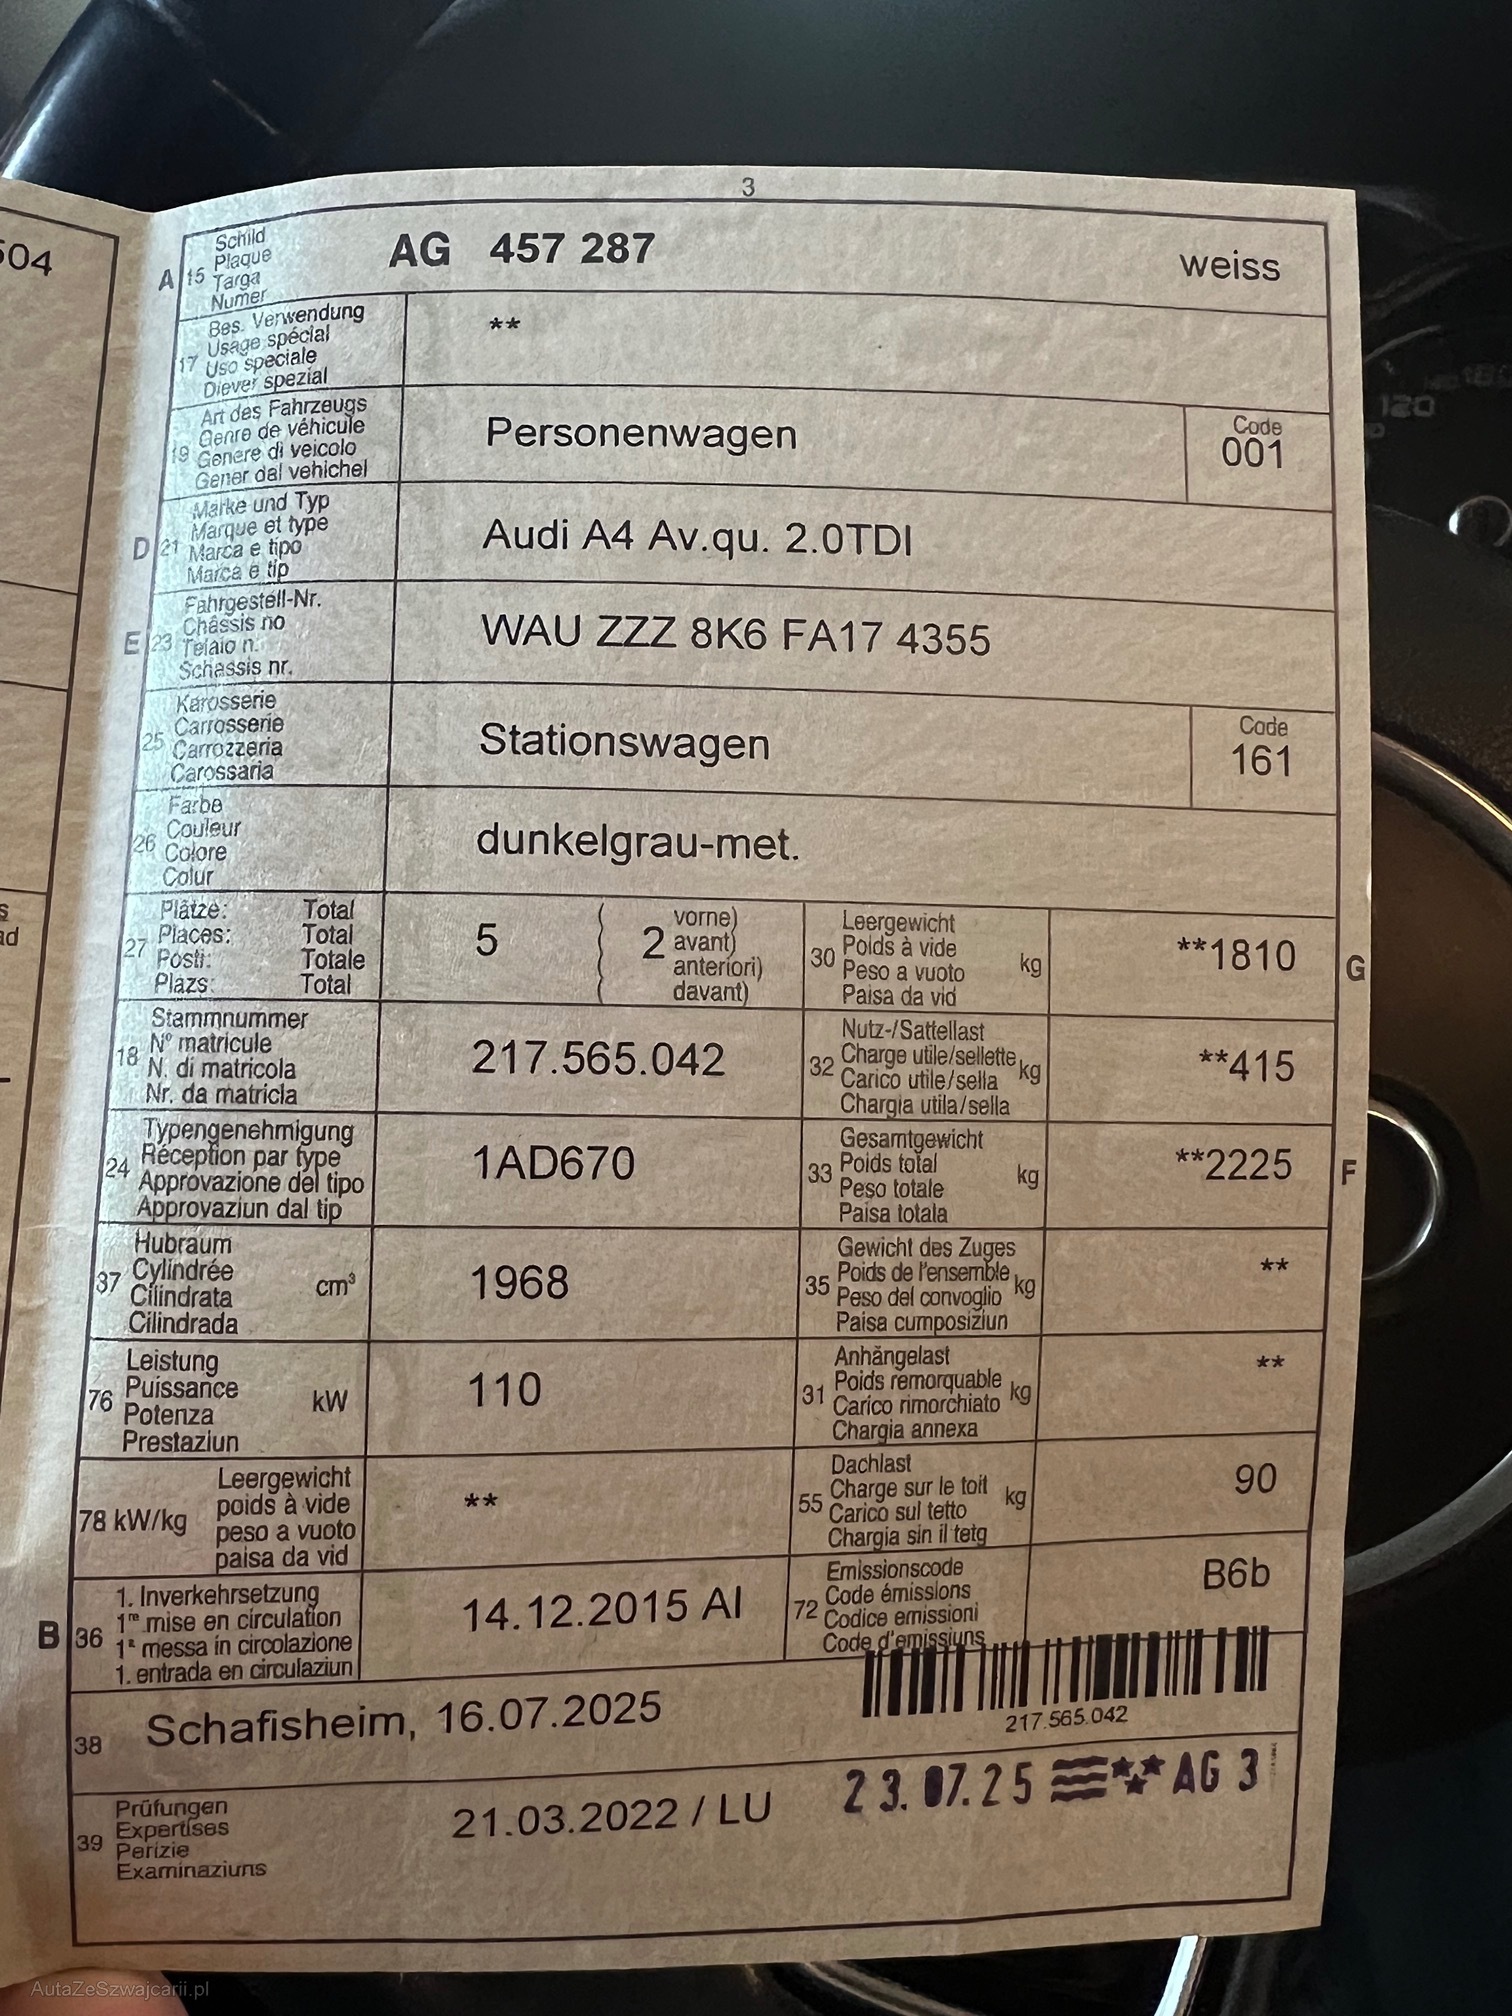 3
504
A 15 Schild
Plaque
Targa
Numer
AG 457 287 weiss
17 Bes. Verwendung
Usage spécial
Uso speciale
Diever spezial
**
19 Art des Fahrzeugs
Genre de véhicule
Genere di veicolo
Gener dal vehichel
Personenwagen
Code
001
D 21 Marke und Typ
Marque et type
Marca e tipo
Marca e tip
Audi A4 Av.qu. 2.0TDI
E 23 Fahrgestell-Nr.
Châssis no
Telaio n.
Schassis nr.
WAU ZZZ 8K6 FA17 4355
25 Karosserie
Carrosserie
Carrozzeria
Carossaria
Stationswagen
Code
161
26 Farbe
Couleur
Colore
Colur
dunkelgrau-met.
27 Plätze: Total
Places: Total
Posti: Totale
Plazs: Total
5 ( 2 vorne)
( avant)
( anteriori)
( davant)
30 Leergewicht
Poids à vide
Peso a vuoto
Paisa da vid
kg
**1810 G
18 Stammnummer
N° matricule
N. di matricola
Nr. da matricla
217.565.042
32 Nutz-/Sattellast
Charge utile/sellette
Carico utile/sella
Chargia utila/sella
kg
**415
24 Typengenehmigung
Réception par type
Approvazione del tipo
Approvaziun dal tip
1AD670
33 Gesamtgewicht
Poids total
Peso totale
Paisa totala
kg
**2225 F
37 Hubraum
Cylindrée
Cilindrata
Cilindrada
cm³
1968
35 Gewicht des Zuges
Poids de l'ensemble
Peso del convoglio
Paisa cumposiziun
kg
**
76 Leistung
Puissance
Potenza
Prestaziun
kW
110
31 Anhängelast
Poids remorquable
Carico rimorchiato
Chargia annexa
kg
**
78 kW/kg Leergewicht
poids à vide
peso a vuoto
paisa da vid
**
55 Dachlast
Charge sur le toit
Carico sul tetto
Chargia sin il tetg
kg
90
B 36 1. Inverkehrsetzung
1re mise en circulation
1a messa in circolazione
1. entrada en circulaziun
14.12.2015 AI
72 Emissionscode
Code émissions
Codice emissioni
Code d'emissiuns
B6b
38 Schafisheim, 16.07.2025
217.565.042
39 Prüfungen
Expertises
Perizie
Examinaziuns
21.03.2022 / LU
23.07.25 AG 3
120
AutaZeSzwajcarii.pl